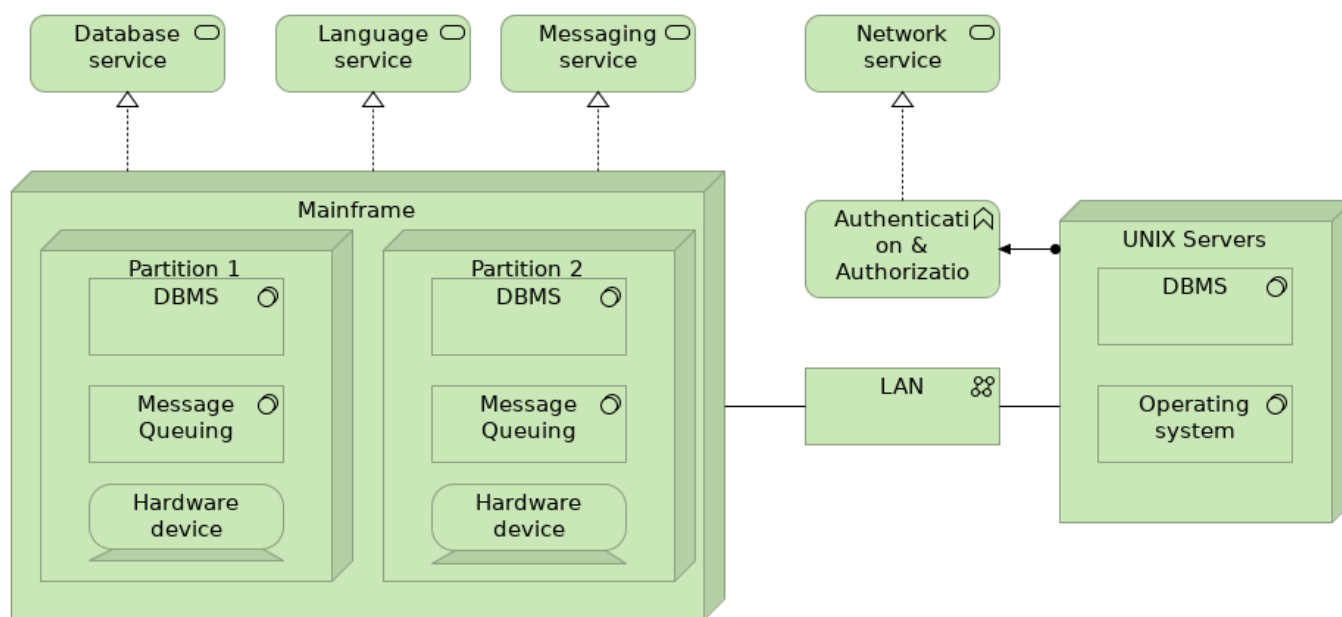 Database
service
Language
service
Messaging
service
Network
service
Mainframe
Partition 1
DBMS
Message
Queuing
Hardware
device
Partition 2
DBMS
Message
Queuing
Hardware
device
Authenticati
on &
Authorizatio
LAN
UNIX Servers
DBMS
Operating
system